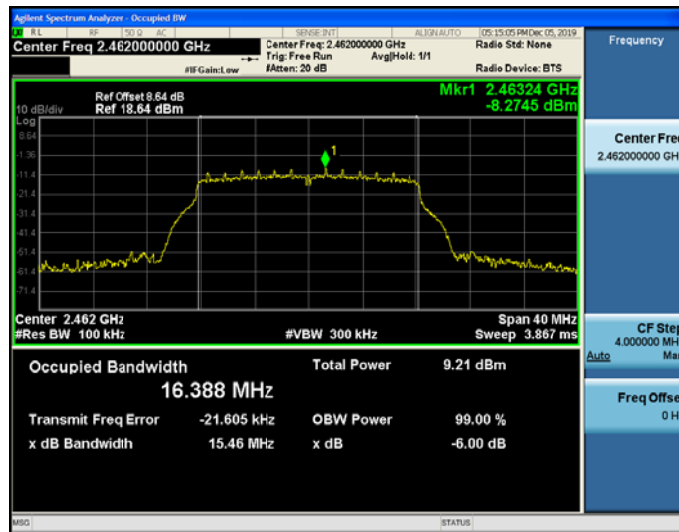 Agilent Spectrum Analyzer - Occupied BW
RL RF 50 Ω AC SENSE:INT ALIGN AUTO 05:15:05 PM Dec 05, 2019
Center Freq 2.462000000 GHz
Center Freq: 2.462000000 GHz
Radio Std: None
Trig: Free Run Avg|Hold: 1/1
#IFGain:Low #Atten: 20 dB Radio Device: BTS
Frequency
Ref Offset 8.64 dB
Ref 18.64 dBm
Mkr1 2.46324 GHz
-8.2745 dBm
10 dB/div
Log
8.64
-1.36
-11.4
-21.4
-31.4
-41.4
-51.4
-61.4
-71.4
1
Center 2.462 GHz Span 40 MHz
#Res BW 100 kHz #VBW 300 kHz Sweep 3.867 ms
Occupied Bandwidth
16.388 MHz
Total Power 9.21 dBm
Transmit Freq Error -21.605 kHz OBW Power 99.00 %
x dB Bandwidth 15.46 MHz x dB -6.00 dB
Center Fre
2.462000000 GH
CF Ste
4.000000 MH
Auto Ma
Freq Offse
0 H
MSG STATUS